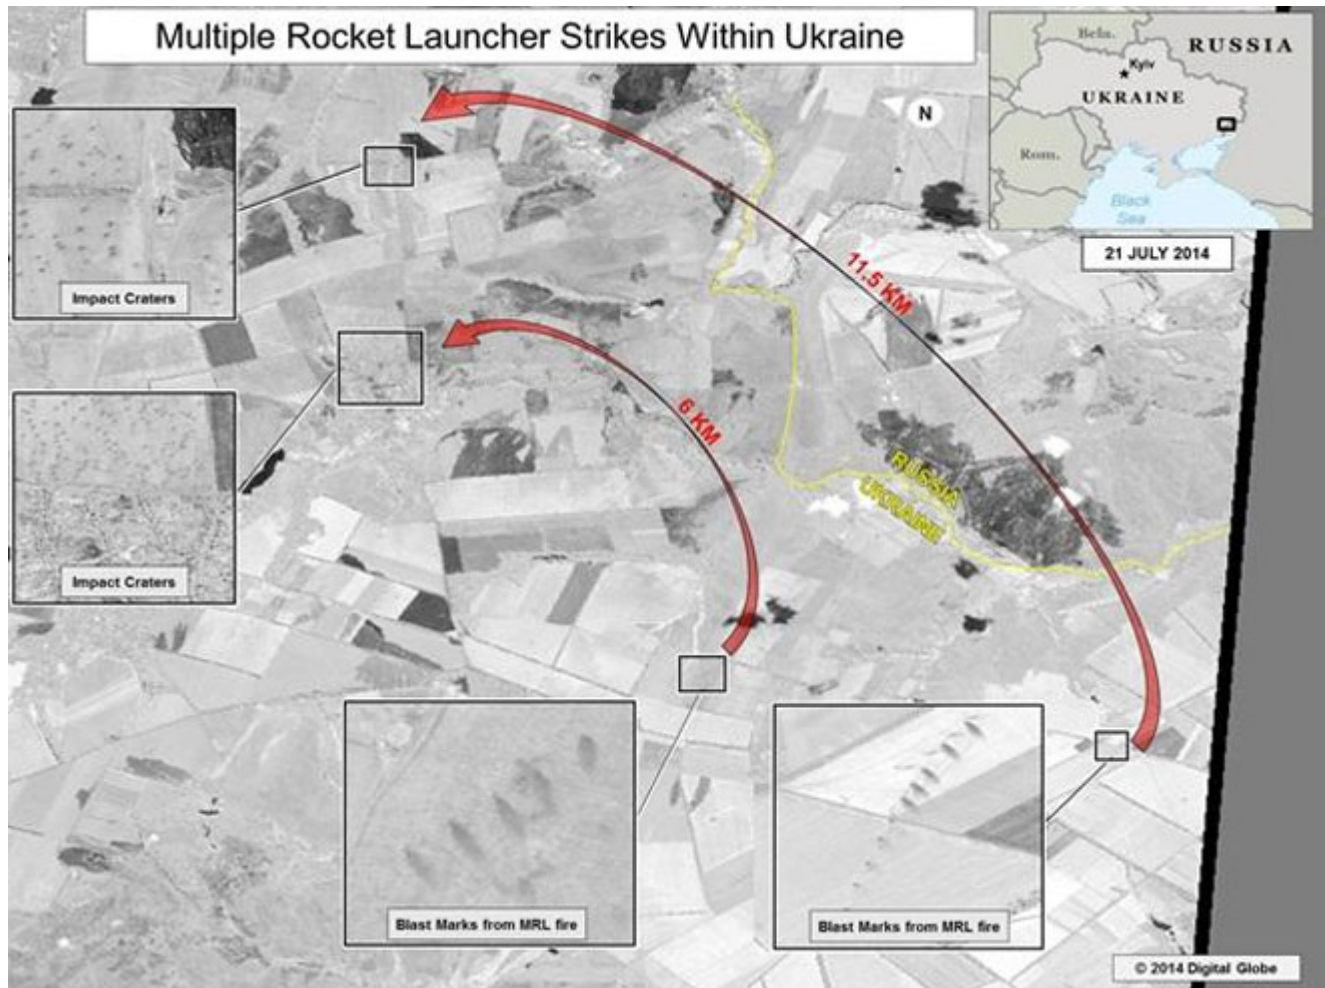 Multiple Rocket Launcher Strikes Within Ukraine
Bela.
RUSSIA
Kyiv
UKRAINE
Rom.
Black
Sea
N
21 JULY 2014
Impact Craters
11.5 KM
6 KM
RUSSIA
UKRAINE
Impact Craters
Blast Marks from MRL fire
Blast Marks from MRL fire
© 2014 Digital Globe